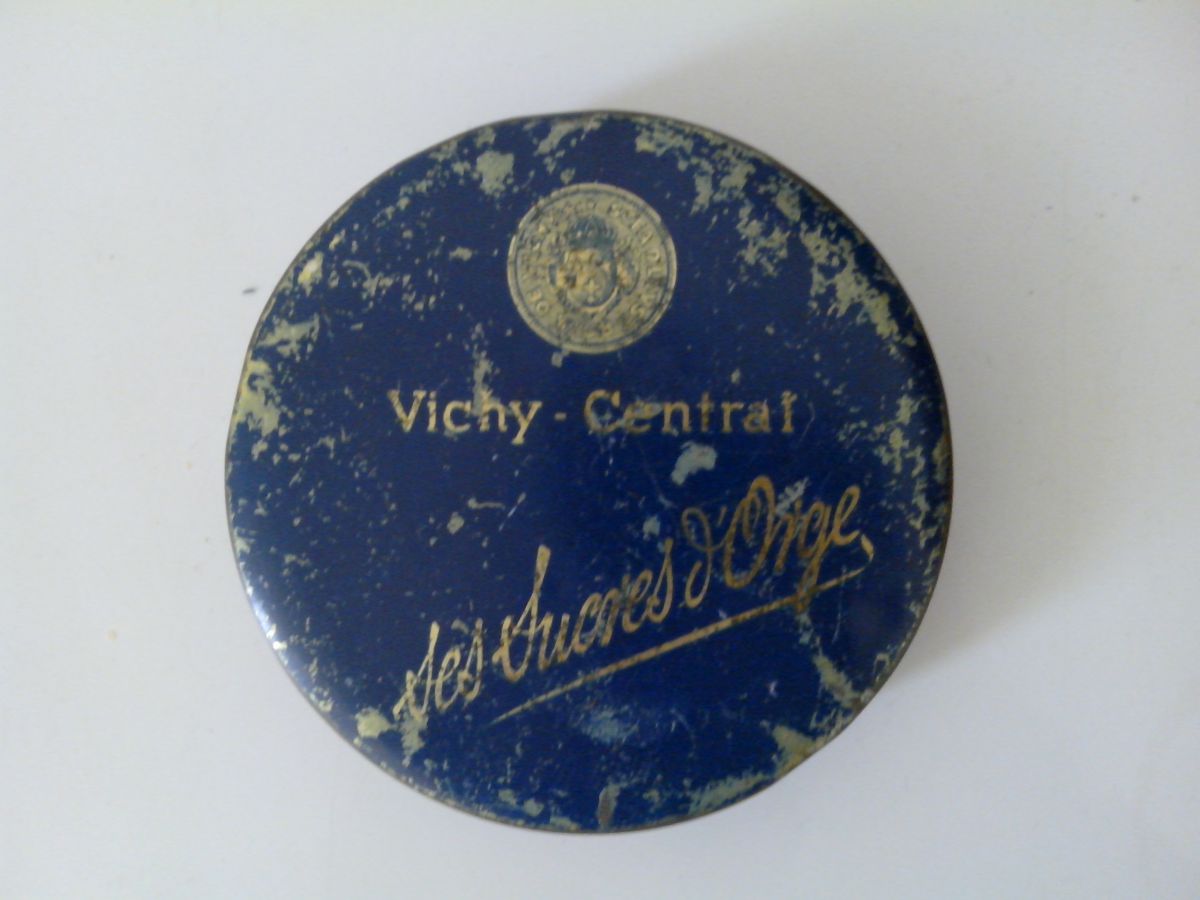 Vichy - Central
ses Sucres d'Orge